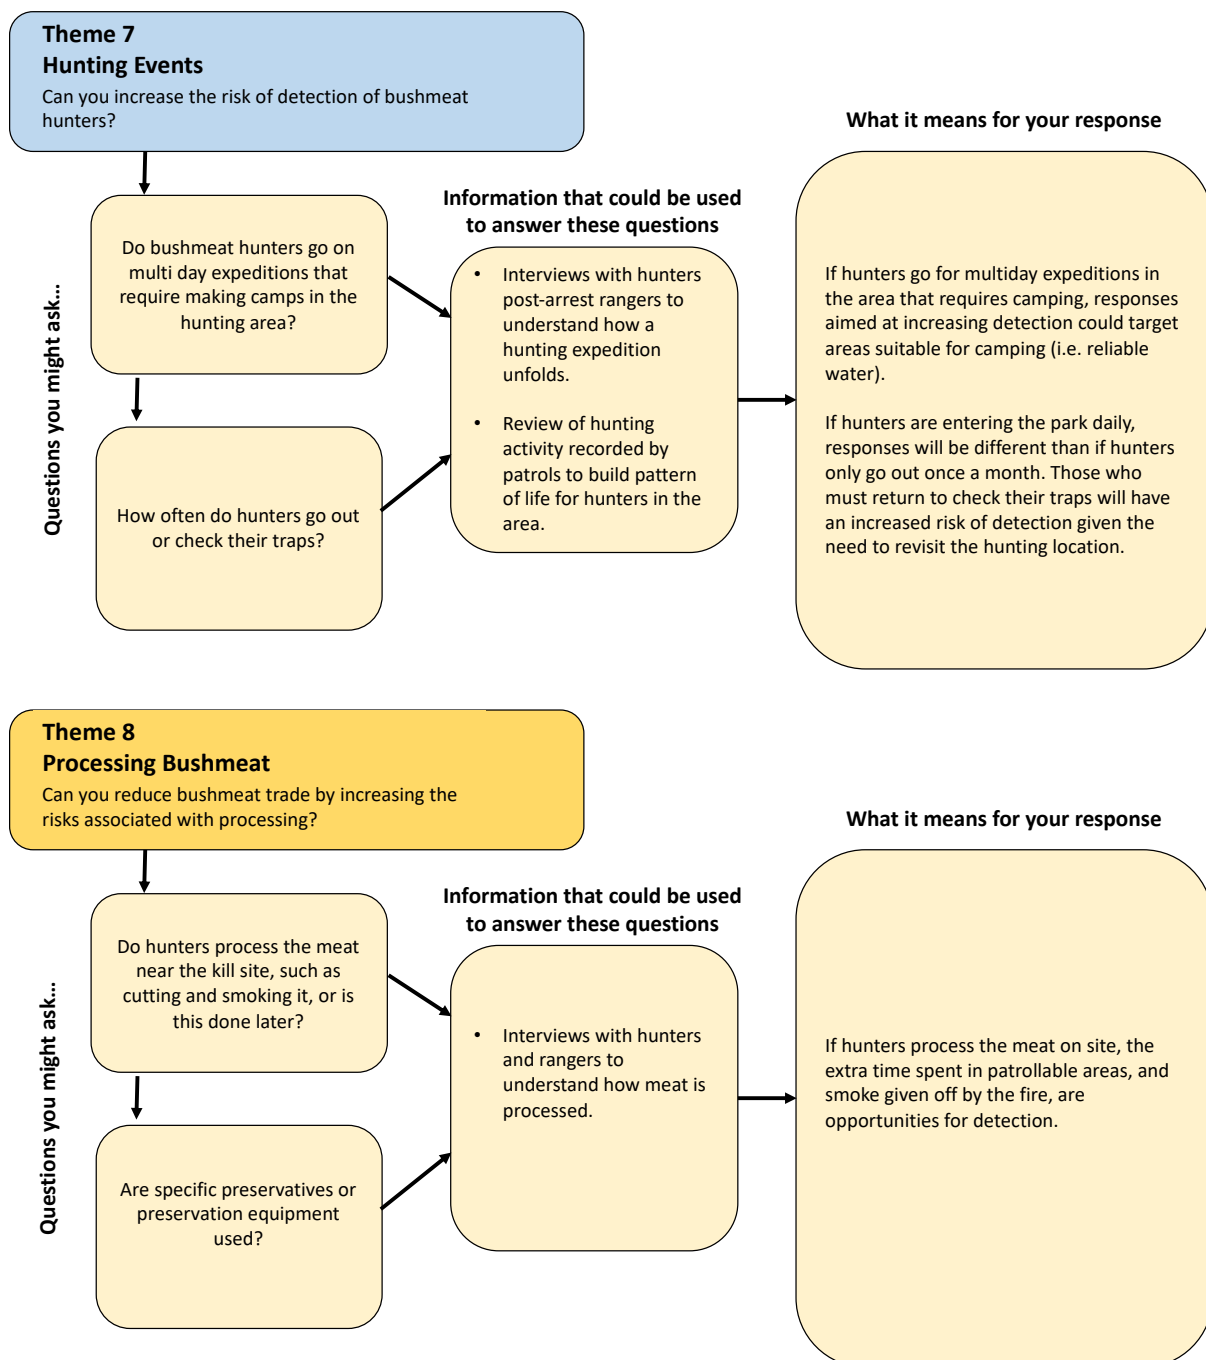 Theme 7
Hunting Events
Can you increase the risk of detection of bushmeat
hunters?
Questions you might ask...
Do bushmeat hunters go on
multi day expeditions that
require making camps in the
hunting area?
How often do hunters go out
or check their traps?
Information that could be used
to answer these questions
• Interviews with hunters
post-arrest rangers to
understand how a
hunting expedition
unfolds.
• Review of hunting
activity recorded by
patrols to build pattern
of life for hunters in the
area.
What it means for your response
If hunters go for multiday expeditions in
the area that requires camping, responses
aimed at increasing detection could target
areas suitable for camping (i.e. reliable
water).
If hunters are entering the park daily,
responses will be different than if hunters
only go out once a month. Those who
must return to check their traps will have
an increased risk of detection given the
need to revisit the hunting location.
Theme 8
Processing Bushmeat
Can you reduce bushmeat trade by increasing the
risks associated with processing?
Questions you might ask...
Do hunters process the meat
near the kill site, such as
cutting and smoking it, or is
this done later?
Are specific preservatives or
preservation equipment
used?
Information that could be used
to answer these questions
• Interviews with hunters
and rangers to
understand how meat is
processed.
What it means for your response
If hunters process the meat on site, the
extra time spent in patrollable areas, and
smoke given off by the fire, are
opportunities for detection.